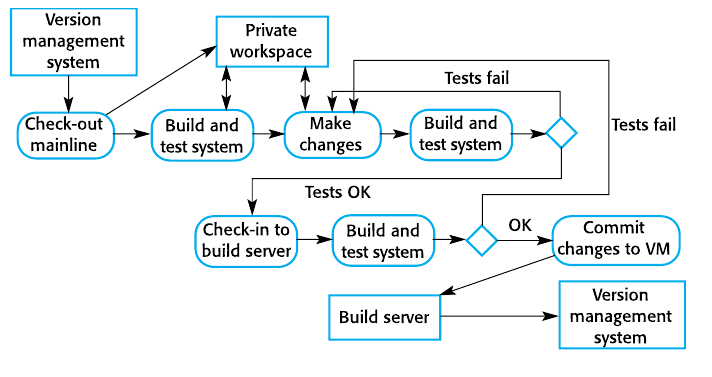 Version
management
system
Private
workspace
Tests fail
Check-out
mainline
Build and
test system
Make
changes
Build and
test system
Tests fail
Tests OK
Check-in to
build server
Build and
test system
OK
Commit
changes to VM
Build server
Version
management
system